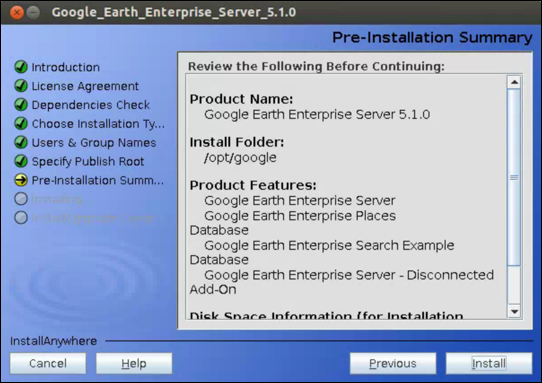 Google_Earth_Enterprise_Server_5.1.0
Pre-Installation Summary
Introduction
License Agreement
Dependencies Check
Choose Installation Ty...
Users & Group Names
Specify Publish Root
Pre-Installation Summ...
Installing...
Review the Following Before Continuing:
Product Name:
Google Earth Enterprise Server 5.1.0
Install Folder:
/opt/google
Product Features:
Google Earth Enterprise Server
Google Earth Enterprise Places
Database
Google Earth Enterprise Search Example
Database
Google Earth Enterprise Server - Disconnected
Add-On
Disk Space Information (for Installation
InstallAnywhere
Cancel
Help
Previous
Install